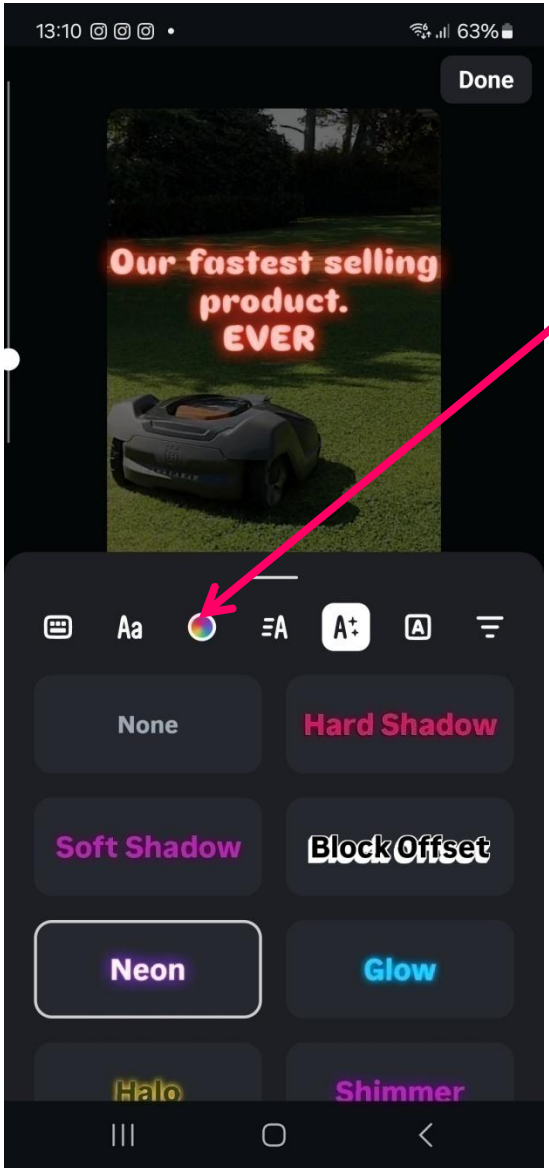 13:10
63%
Done
Our fastest selling
product.
EVER
Aa
A
A
A
None
Hard Shadow
Soft Shadow
Block Offset
Neon
Glow
Halo
Shimmer